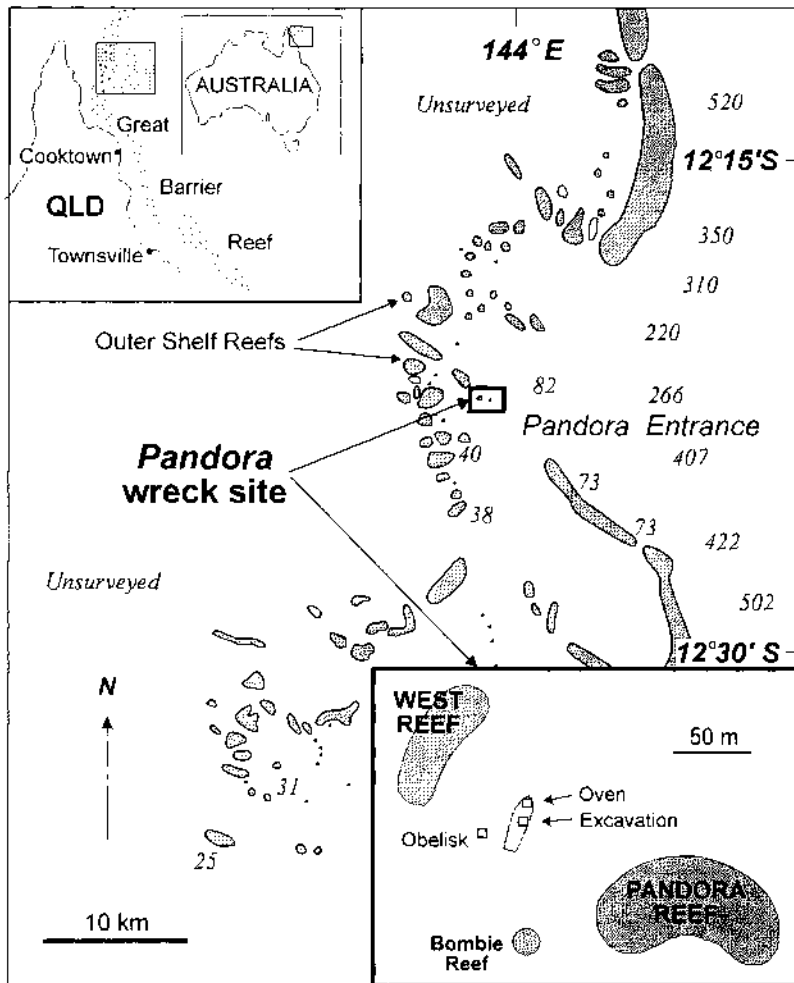 AUSTRALIA
Great
Cooktown
Barrier
QLD
Reef
Townsville
144° E
Unsurveyed
520
12°15'S
350
310
220
Outer Shelf Reefs
82
266
Pandora Entrance
Pandora
wreck site
40
407
73
38
73
422
Unsurveyed
502
12°30' S
N
31
25
10 km
WEST
REEF
50 m
Oven
Excavation
Obelisk
PANDORA
REEF
Bombie
Reef